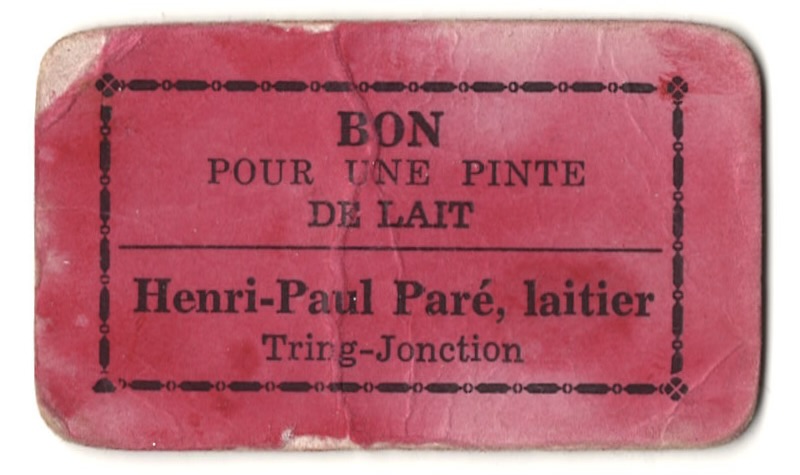 BON
POUR UNE PINTE
DE LAIT
Henri-Paul Paré, laitier
Tring-Jonction